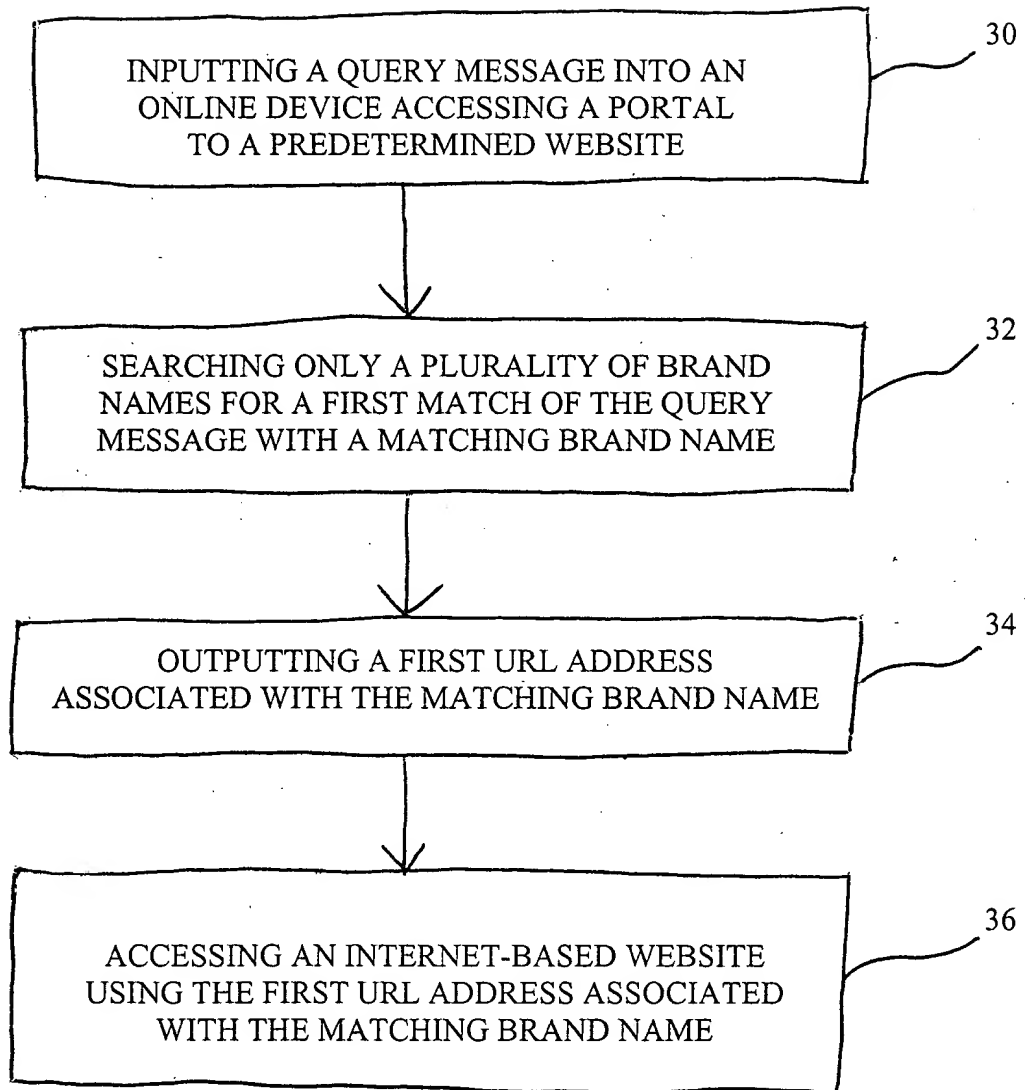 30
INPUTTING A QUERY MESSAGE INTO AN
ONLINE DEVICE ACCESSING A PORTAL
TO A PREDETERMINED WEBSITE
32
SEARCHING ONLY A PLURALITY OF BRAND
NAMES FOR A FIRST MATCH OF THE QUERY
MESSAGE WITH A MATCHING BRAND NAME
34
OUTPUTTING A FIRST URL ADDRESS
ASSOCIATED WITH THE MATCHING BRAND NAME
36
ACCESSING AN INTERNET-BASED WEBSITE
USING THE FIRST URL ADDRESS ASSOCIATED
WITH THE MATCHING BRAND NAME